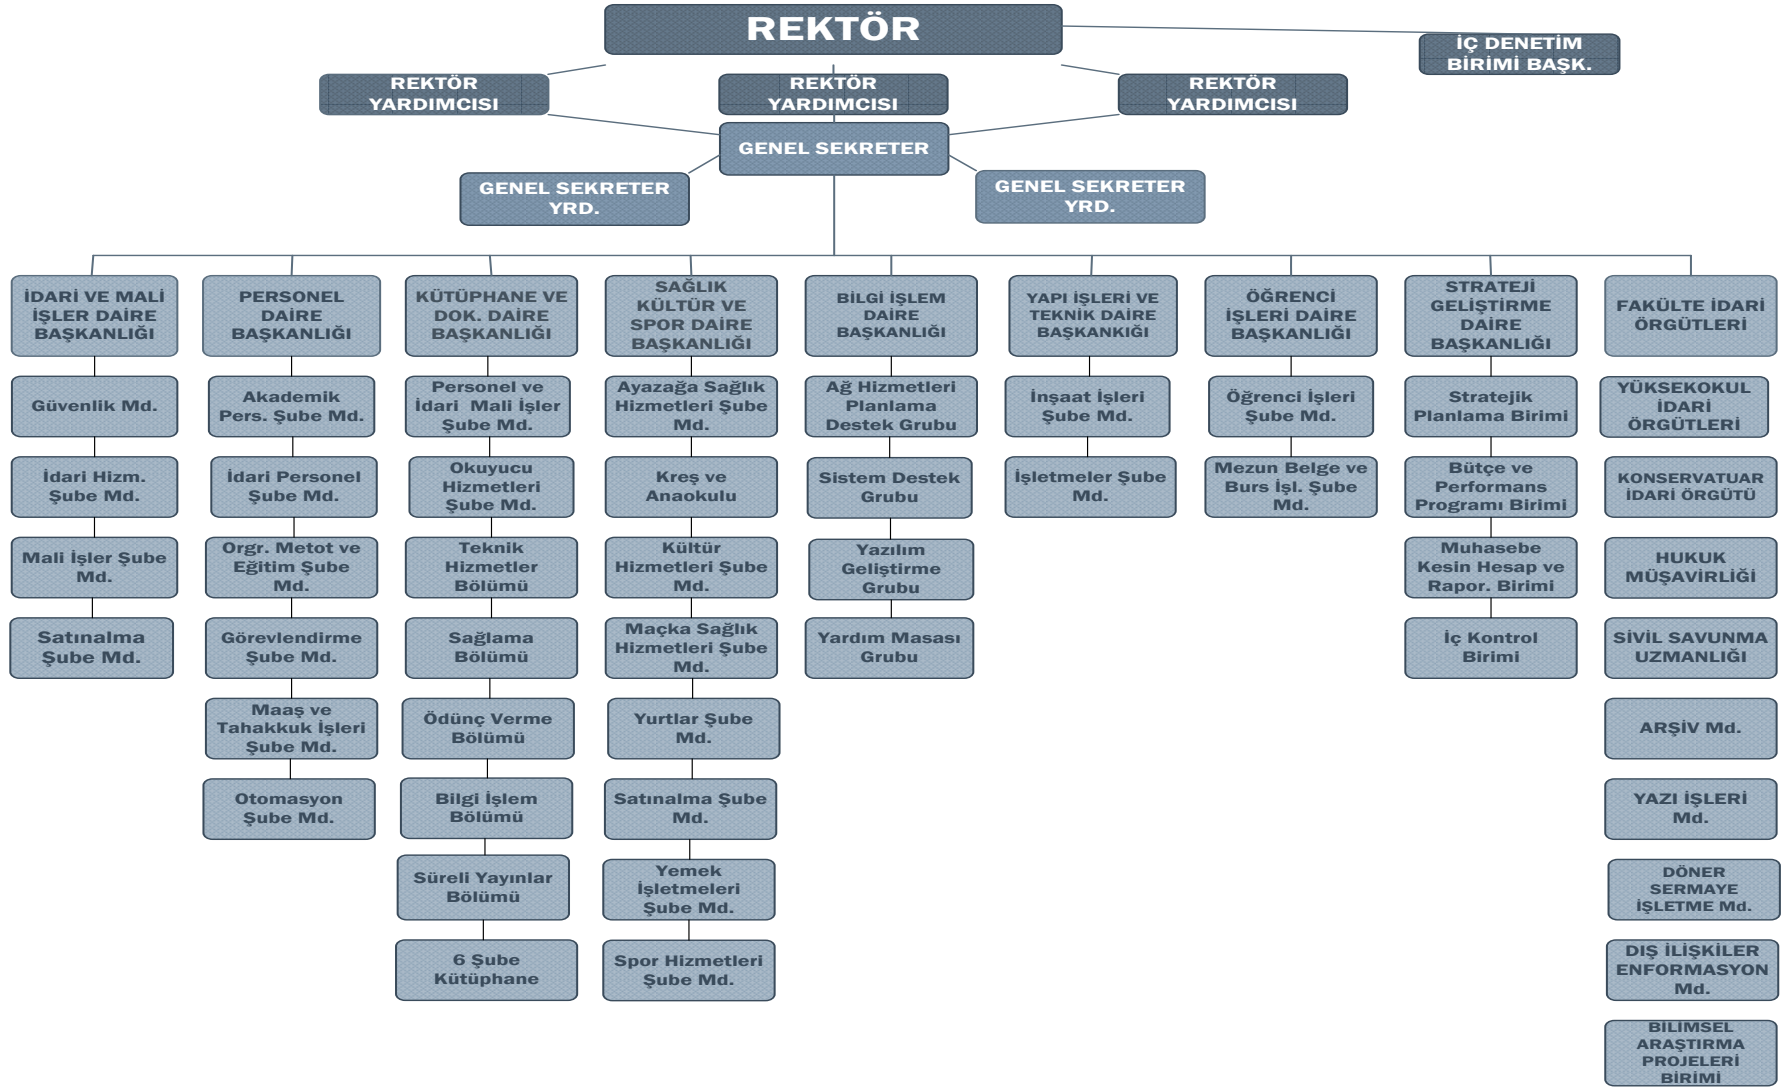 REKTÖR
İÇ DENETİM
BİRİMİ BAŞK.
REKTÖR
YARDIMCISI
REKTÖR
YARDIMCISI
REKTÖR
YARDIMCISI
GENEL SEKRETER
GENEL SEKRETER
YRD.
GENEL SEKRETER
YRD.
İDARİ VE MALİ
İŞLER DAİRE
BAŞKANLIĞI
Güvenlik Md.
İdari Hizm.
Şube Md.
Mali İşler Şube
Md.
Satınalma
Şube Md.
PERSONEL
DAİRE
BAŞKANLIĞI
Akademik
Pers. Şube Md.
İdari Personel
Şube Md.
Orgr. Metot ve
Eğitim Şube
Md.
Görevlendirme
Şube Md.
Maaş ve
Tahakkuk İşleri
Şube Md.
Otomasyon
Şube Md.
KÜTÜPHANE VE
DOK. DAİRE
BAŞKANLIĞI
Personel ve
İdari Mali İşler
Şube Md.
Okuyucu
Hizmetleri
Şube Md.
Teknik
Hizmetler
Bölümü
Sağlama
Bölümü
Ödünç Verme
Bölümü
Bilgi İşlem
Bölümü
Süreli Yayınlar
Bölümü
6 Şube
Kütüphane
SAĞLIK
KÜLTÜR VE
SPOR DAİRE
BAŞKANLIĞI
Ayazağa Sağlık
Hizmetleri Şube
Md.
Kreş ve
Anaokulu
Kültür
Hizmetleri Şube
Md.
Maçka Sağlık
Hizmetleri Şube
Md.
Yurtlar Şube
Md.
Satınalma Şube
Md.
Yemek
İşletmeleri
Şube Md.
Spor Hizmetleri
Şube Md.
BİLGİ İŞLEM
DAİRE
BAŞKANLIĞI
Ağ Hizmetleri
Planlama
Destek Grubu
Sistem Destek
Grubu
Yazılım
Geliştirme
Grubu
Yardım Masası
Grubu
YAPI İŞLERİ VE
TEKNİK DAİRE
BAŞKANKIĞI
İnşaat İşleri
Şube Md.
İşletmeler Şube
Md.
ÖĞRENCİ
İŞLERİ DAİRE
BAŞKANLIĞI
Öğrenci İşleri
Şube Md.
Mezun Belge ve
Burs İşl. Şube
Md.
STRATEJİ
GELİŞTİRME
DAİRE
BAŞKANLIĞI
Stratejik
Planlama Birimi
Bütçe ve
Performans
Programı Birimi
Muhasebe
Kesin Hesap ve
Rapor. Birimi
İç Kontrol
Birimi
FAKÜLTE İDARİ
ÖRGÜTLERİ
YÜKSEKOKUL
İDARİ
ÖRGÜTLERİ
KONSERVATUAR
İDARİ ÖRGÜTÜ
HUKUK
MÜŞAVİRLİĞİ
SİVİL SAVUNMA
UZMANLIĞI
ARŞİV Md.
YAZI İŞLERİ
Md.
DÖNER
SERMAYE
İŞLETME Md.
DIŞ İLİŞKİLER
ENFORMASYON
Md.
BİLİMSEL
ARAŞTIRMA
PROJELERİ
BİRİMİ